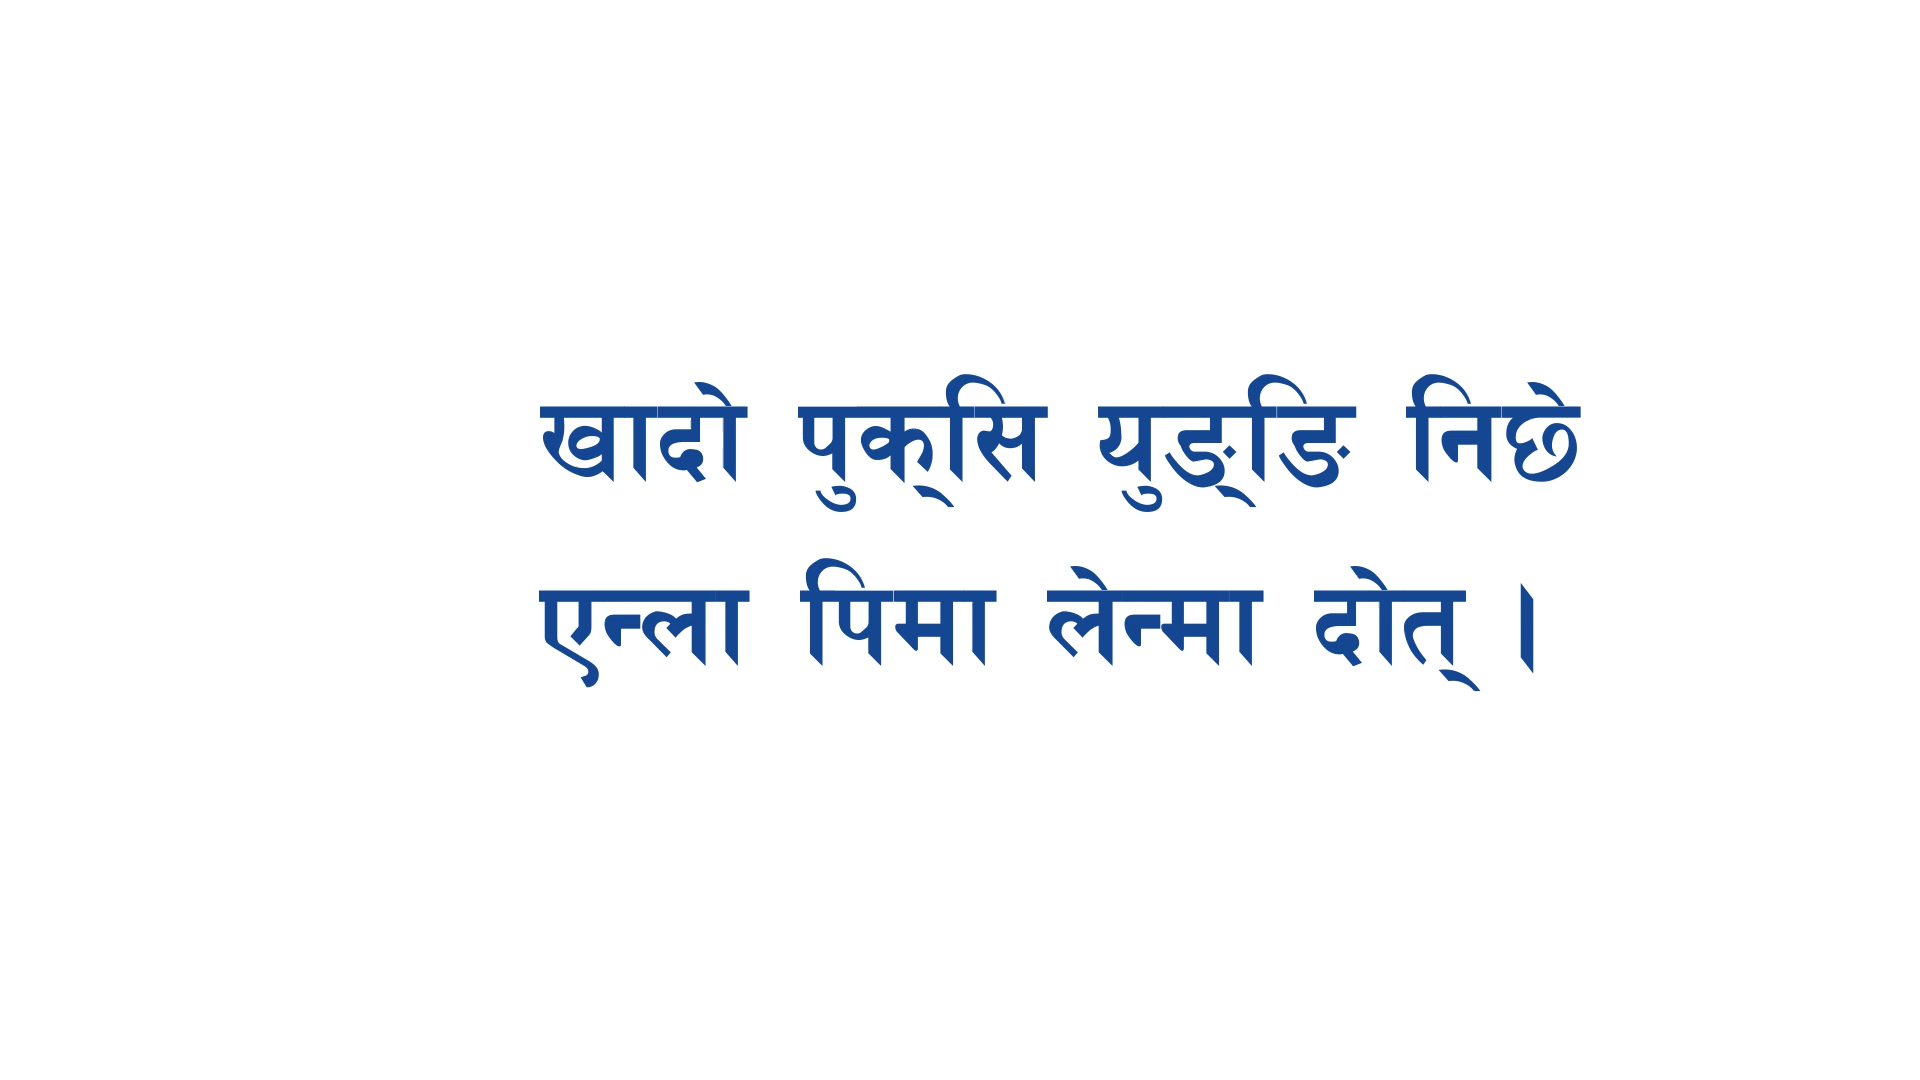 खादो पुक्‌सि युङ्‌ङि निछे
एन्ला पिमा लेन्मा दोत् ।